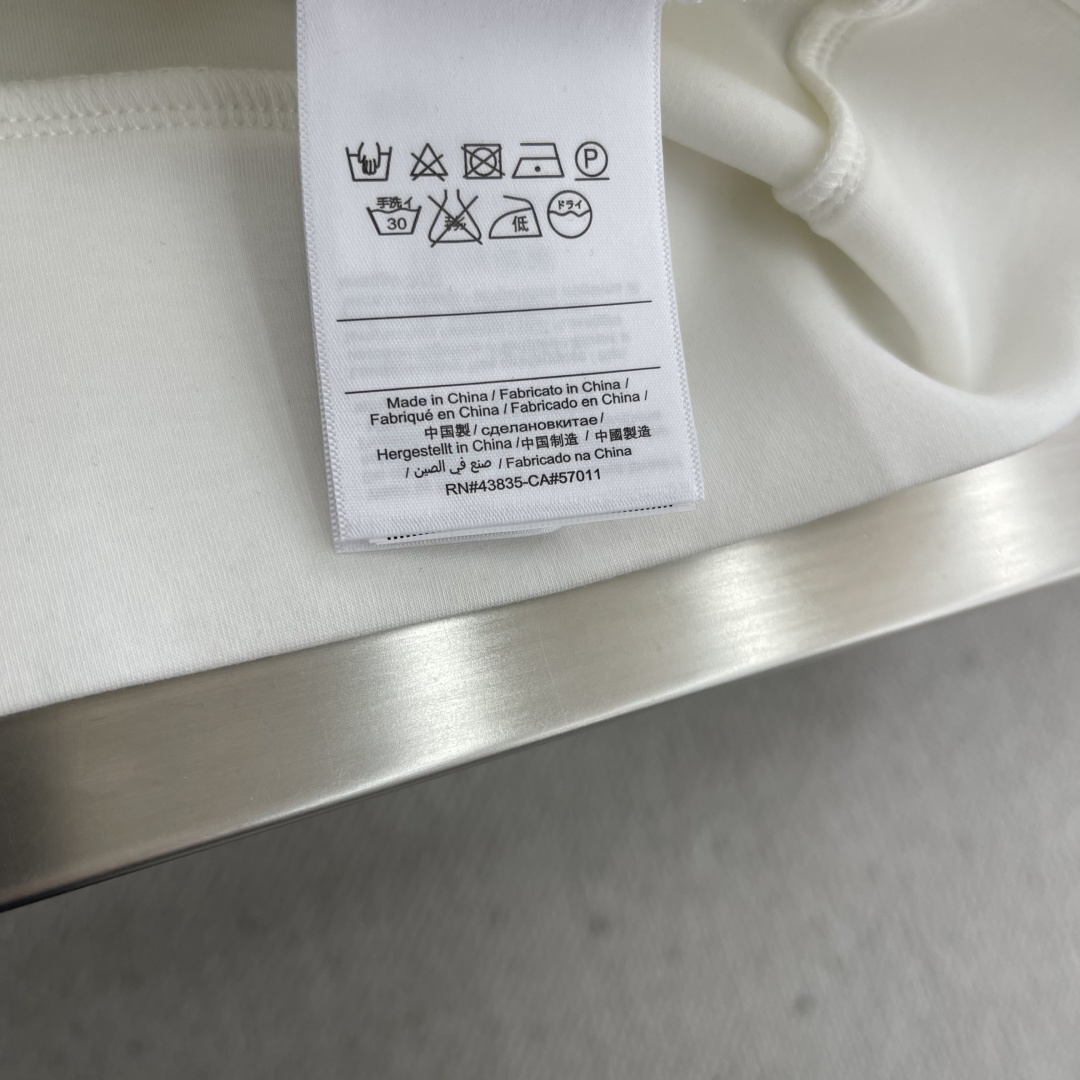 P
手洗イ
30
低
ドライ
Made in China / Fabricato in China /
Fabriqué en China / Fabricado en China /
中国製 / сделановкитае /
Hergestellt in China /中国制造 / 中國製造
/ صنع في الصين / Fabricado na China
RN#43835-CA#57011